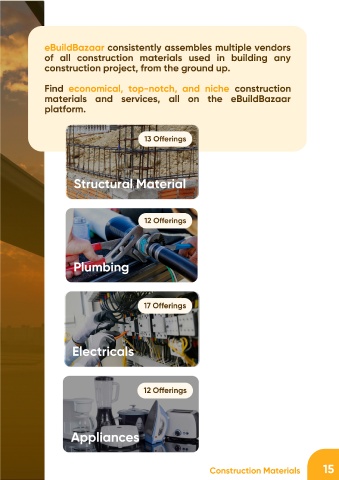 eBuildBazaar consistently assembles multiple vendors
of all construction materials used in building any
construction project, from the ground up.
Find economical, top-notch, and niche construction
materials and services, all on the eBuildBazaar
platform.
13 Offerings
Structural Material
12 Offerings
Plumbing
17 Offerings
Electricals
12 Offerings
Appliances
Construction Materials 15